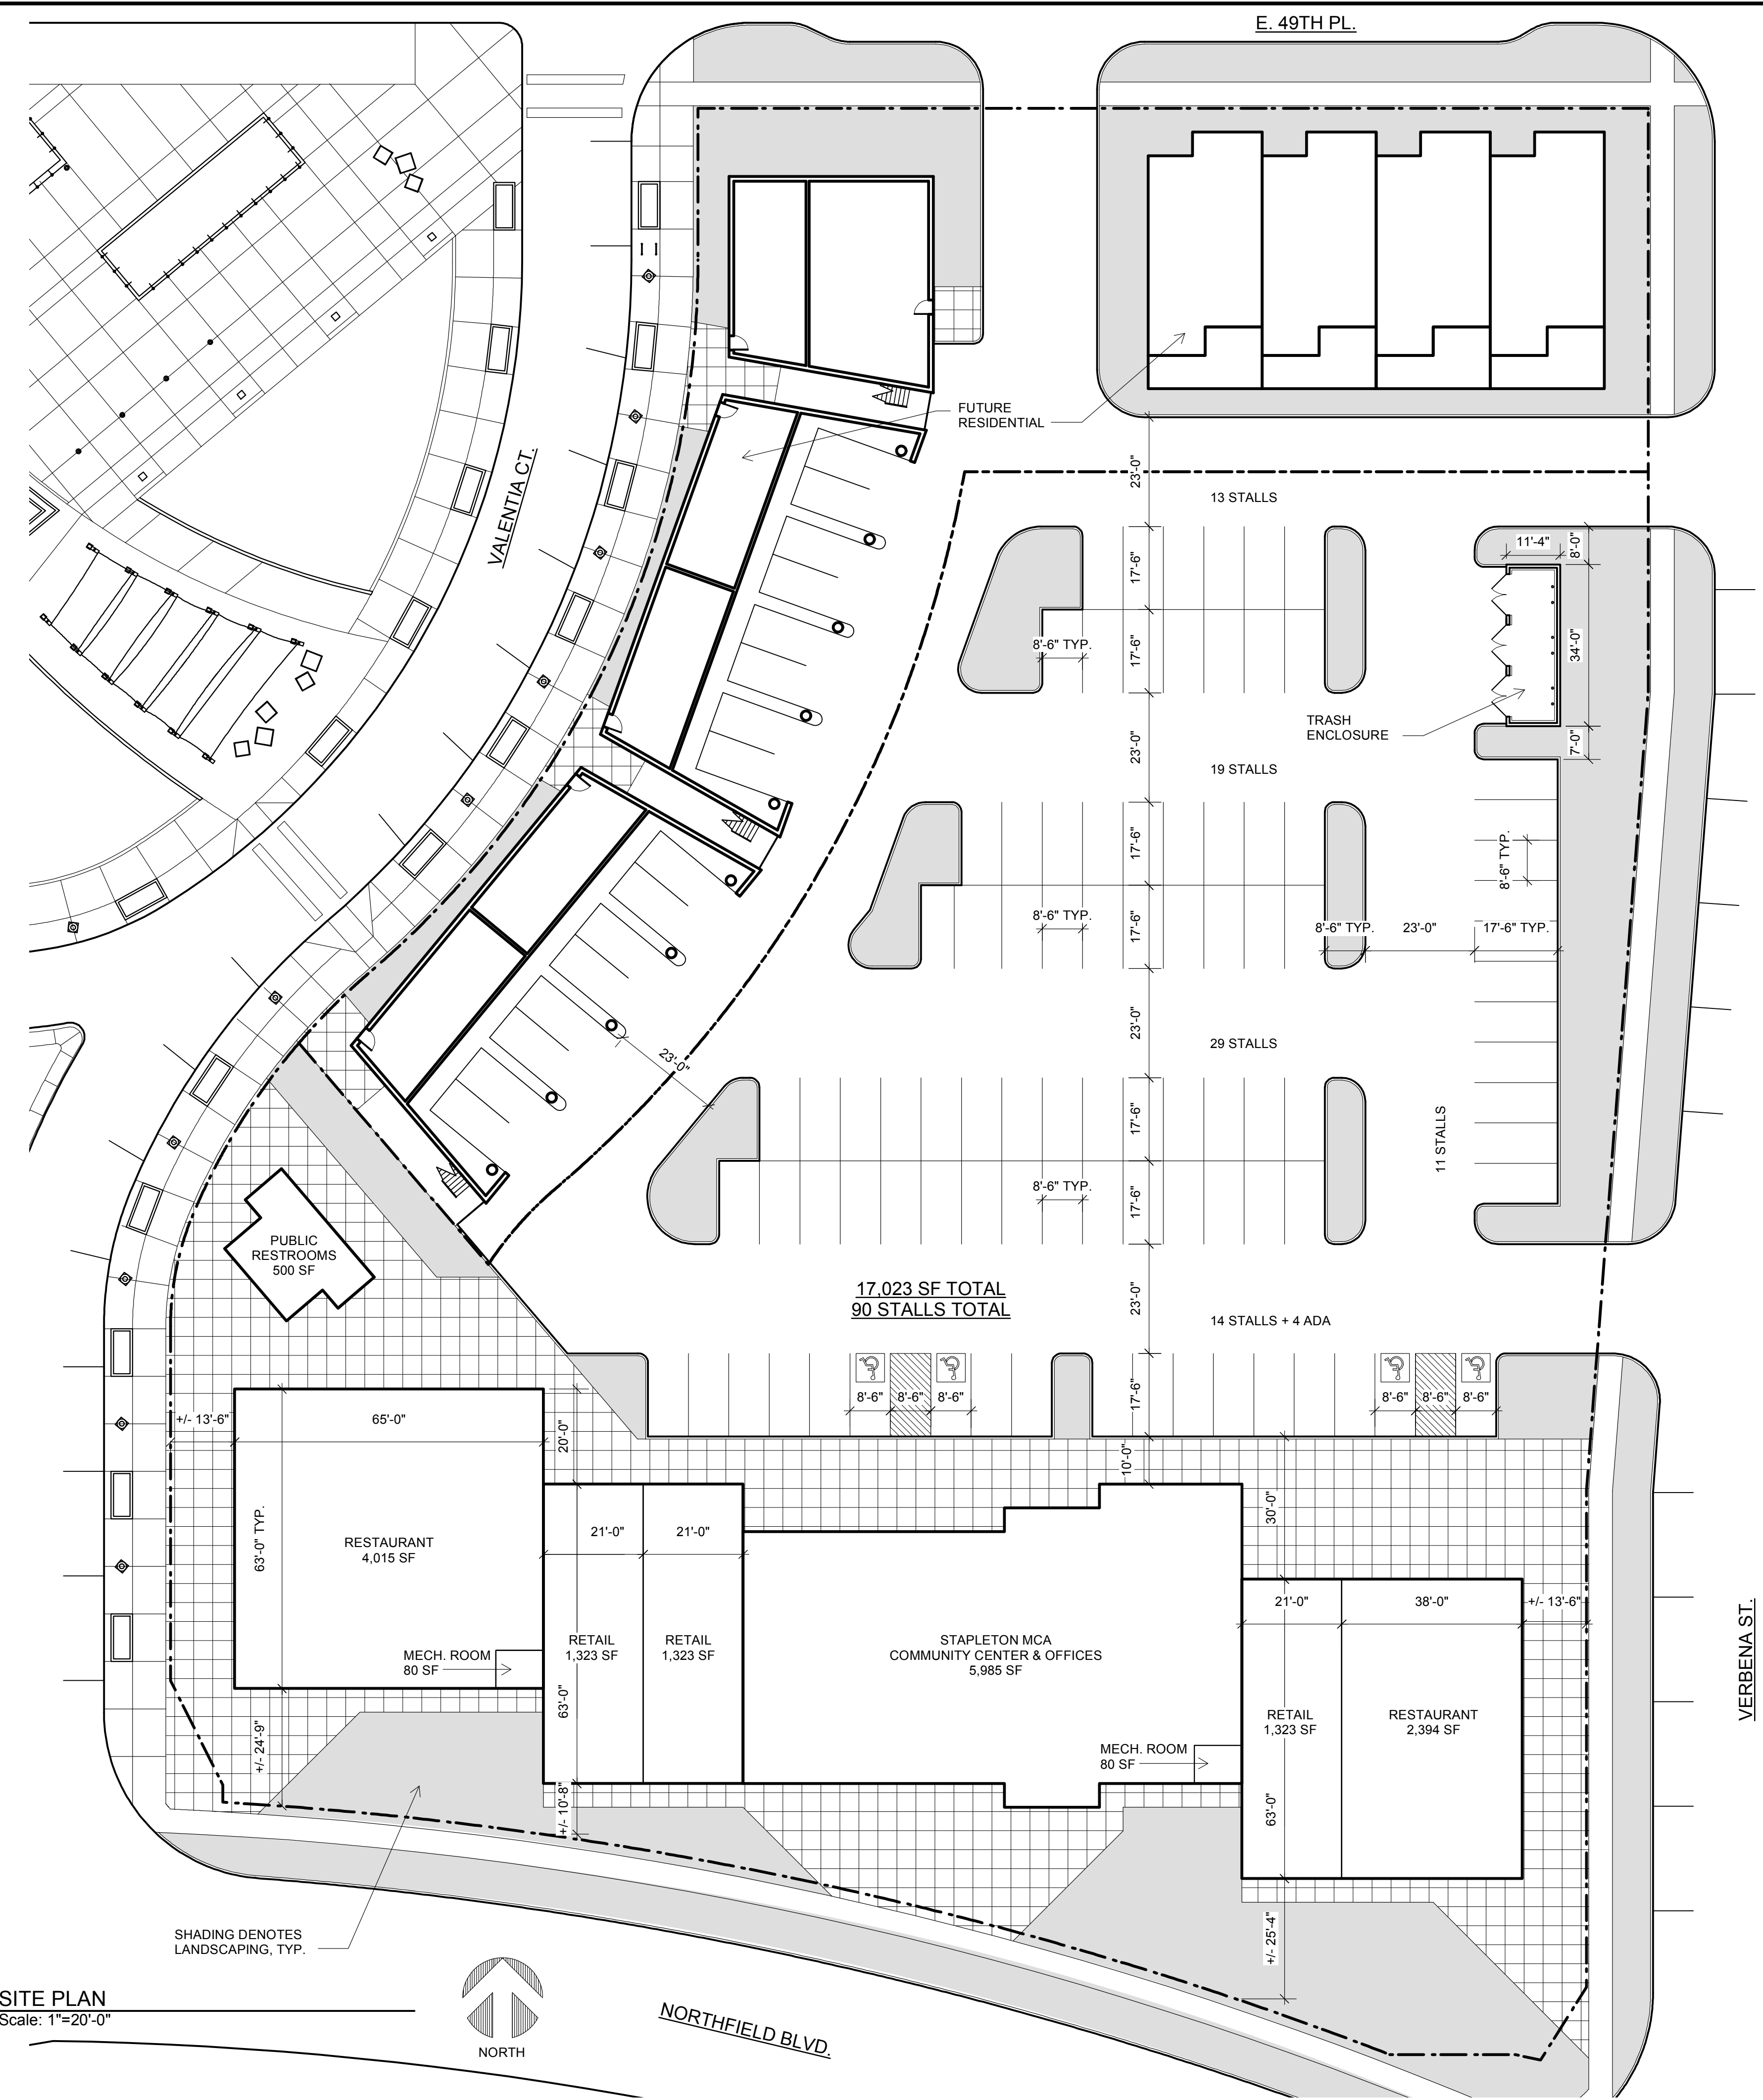 E. 49TH PL.
VALENTIA CT.
FUTURE
RESIDENTIAL
23'-0"
13 STALLS
11'-4"
8'-0"
17'-6"
8'-6" TYP.
17'-6"
34'-0"
TRASH
ENCLOSURE
7'-0"
23'-0"
19 STALLS
17'-6"
8'-6" TYP.
8'-6" TYP.
17'-6"
8'-6" TYP.
23'-0"
17'-6" TYP.
23'-0"
29 STALLS
23'-0"
17'-6"
11 STALLS
8'-6" TYP.
17'-6"
PUBLIC
RESTROOMS
500 SF
17,023 SF TOTAL
90 STALLS TOTAL
23'-0"
14 STALLS + 4 ADA
17'-6"
8'-6"
8'-6"
8'-6"
8'-6"
8'-6"
8'-6"
+/- 13'-6"
65'-0"
20'-0"
10'-0"
30'-0"
63'-0" TYP.
RESTAURANT
4,015 SF
21'-0"
21'-0"
21'-0"
38'-0"
+/- 13'-6"
MECH. ROOM
80 SF
RETAIL
1,323 SF
RETAIL
1,323 SF
STAPLETON MCA
COMMUNITY CENTER & OFFICES
5,985 SF
VERBENA ST.
63'-0"
+/- 24'-9"
RETAIL
1,323 SF
RESTAURANT
2,394 SF
MECH. ROOM
80 SF
+/- 10'-8"
63'-0"
+/- 25'-4"
SHADING DENOTES
LANDSCAPING, TYP.
SITE PLAN
Scale: 1"=20'-0"
NORTH
NORTHFIELD BLVD.